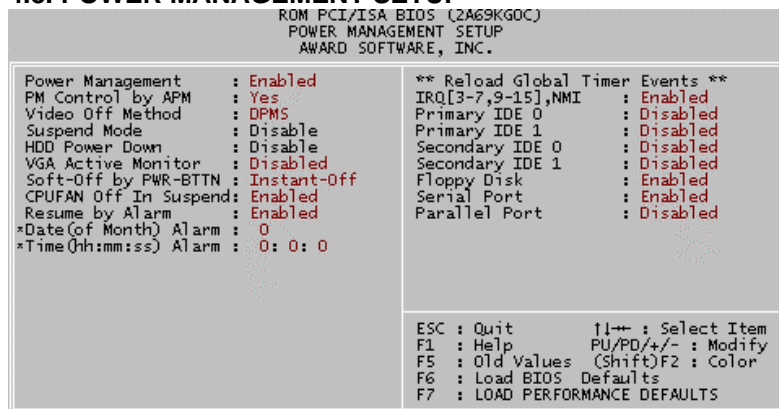 4.5. POWER MANAGEMENT SETUP
ROM PCI/ISA BIOS (2A69KGOC)
POWER MANAGEMENT SETUP
AWARD SOFTWARE, INC.
Power Management : Enabled
PM Control by APM : Yes
Video Off Method : DPMS
Suspend Mode : Disable
HDD Power Down : Disable
VGA Active Monitor : Disabled
Soft-Off by PWR-BTTN : Instant-Off
CPUFAN Off In Suspend: Enabled
Resume by Alarm : Enabled
*Date(of Month) Alarm : 0
*Time(hh:mm:ss) Alarm : 0: 0: 0
** Reload Global Timer Events **
IRQ[3-7,9-15],NMI : Enabled
Primary IDE 0 : Disabled
Primary IDE 1 : Disabled
Secondary IDE 0 : Disabled
Secondary IDE 1 : Disabled
Floppy Disk : Enabled
Serial Port : Enabled
Parallel Port : Disabled
ESC : Quit ↑↓→← : Select Item
F1 : Help PU/PD/+/- : Modify
F5 : Old Values (Shift)F2 : Color
F6 : Load BIOS Defaults
F7 : LOAD PERFORMANCE DEFAULTS